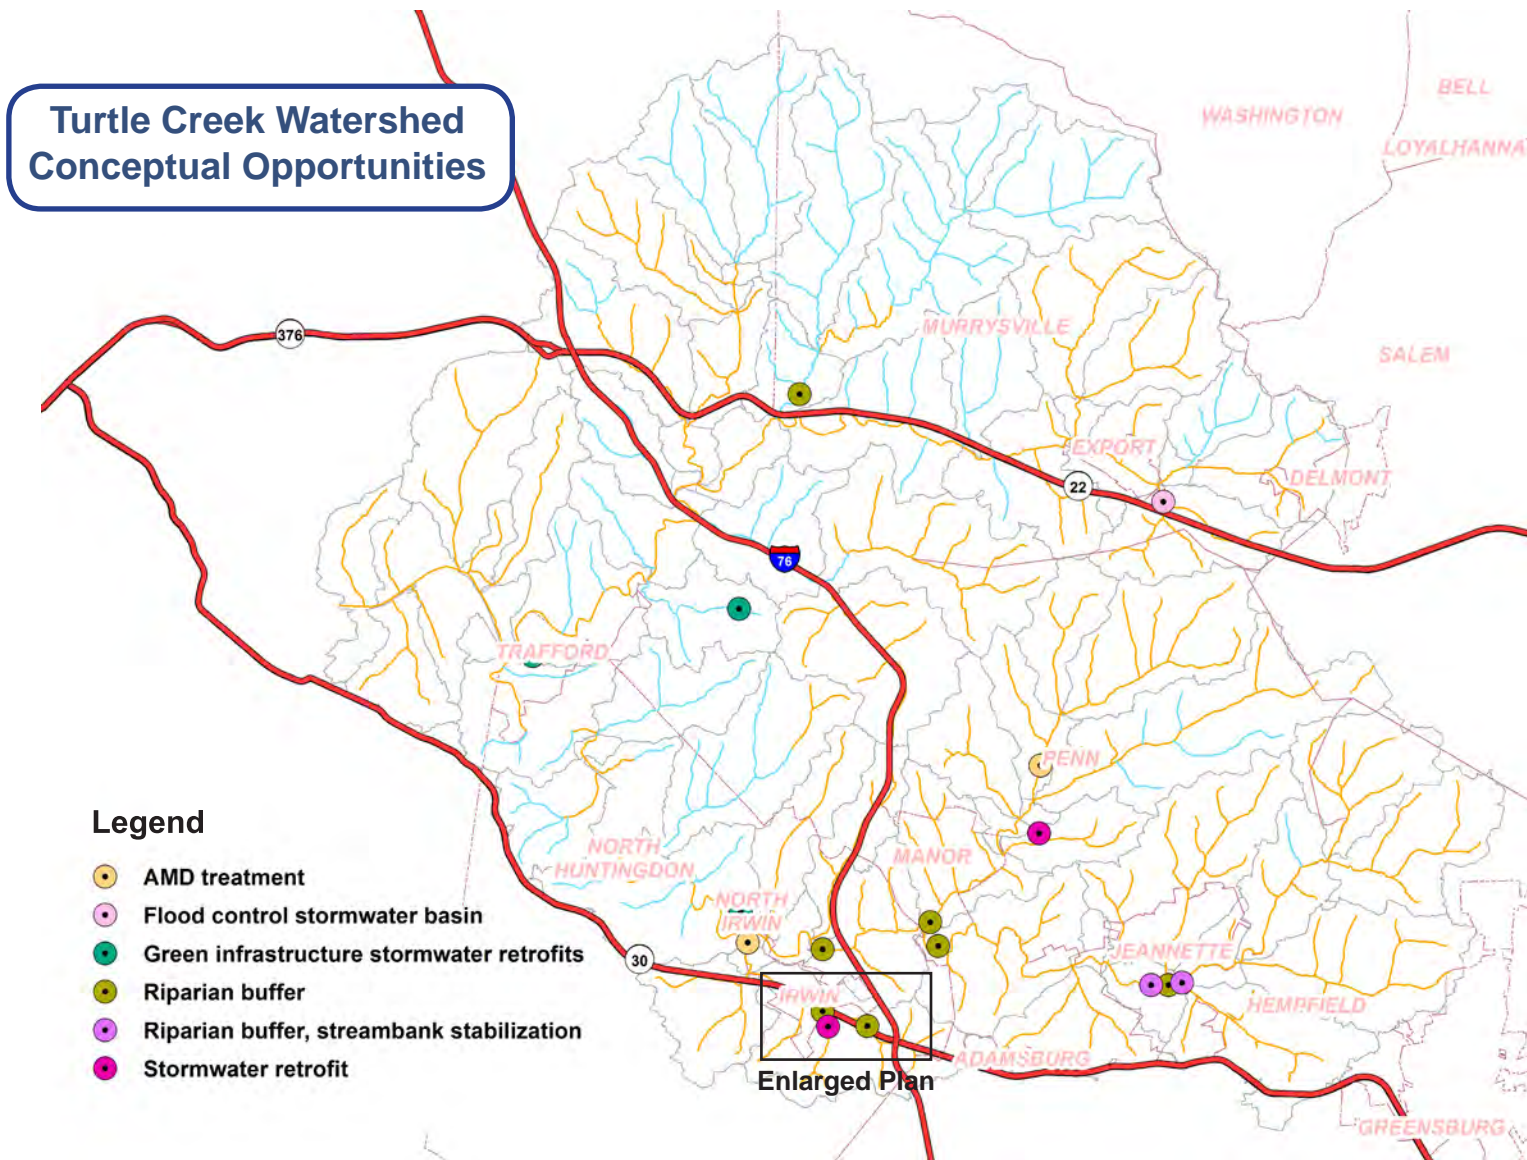 Turtle Creek Watershed
Conceptual Opportunities
BELL
WASHINGTON
LOYALHANNA
MURRYSVILLE
376
SALEM
EXPORT
DELMONT
22
76
TRAFFORD
PENN
NORTH
HUNTINGDON
MANOR
NORTH
IRWIN
JEANNETTE
30
IRWIN
HEMPFIELD
ADAMSBURG
Enlarged Plan
GREENSBURG
Legend
AMD treatment
Flood control stormwater basin
Green infrastructure stormwater retrofits
Riparian buffer
Riparian buffer, streambank stabilization
Stormwater retrofit